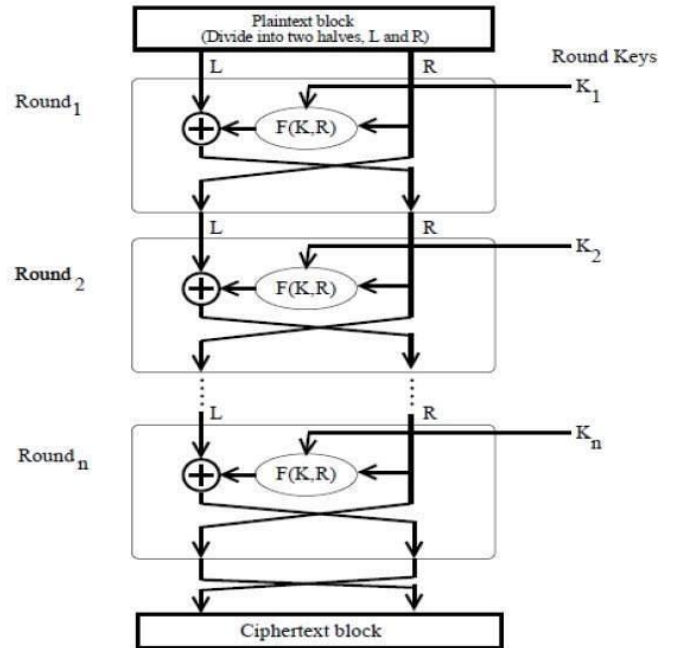 Plaintext block
(Divide into two halves, L and R)
L
R
Round Keys
Round1
K1
F(K,R)
L
R
Round2
K2
F(K,R)
L
R
Roundn
Kn
F(K,R)
Ciphertext block